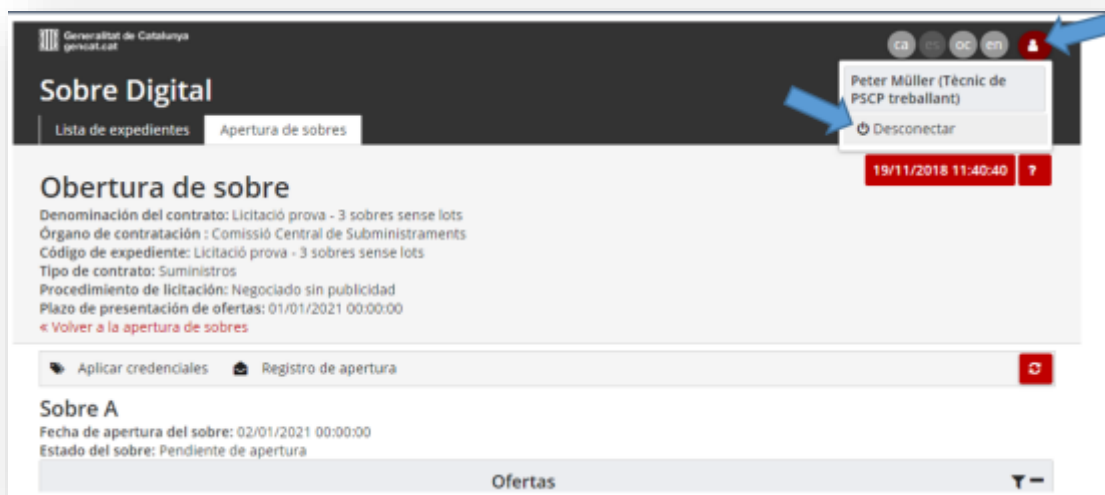 Generalitat de Catalunya
gencat.cat
ca es oc en
Sobre Digital
Peter Müller (Tècnic de
PSCP treballant)
Desconectar
Lista de expedientes Apertura de sobres
19/11/2018 11:40:40 ?
Obertura de sobre
Denominación del contrato: Licitació prova - 3 sobres sense lots
Órgano de contratación : Comissió Central de Subministraments
Código de expediente: Licitació prova - 3 sobres sense lots
Tipo de contrato: Suministros
Procedimiento de licitación: Negociado sin publicidad
Plazo de presentación de ofertas: 01/01/2021 00:00:00
« Volver a la apertura de sobres
Aplicar credenciales Registro de apertura
Sobre A
Fecha de apertura del sobre: 02/01/2021 00:00:00
Estado del sobre: Pendiente de apertura
Ofertas